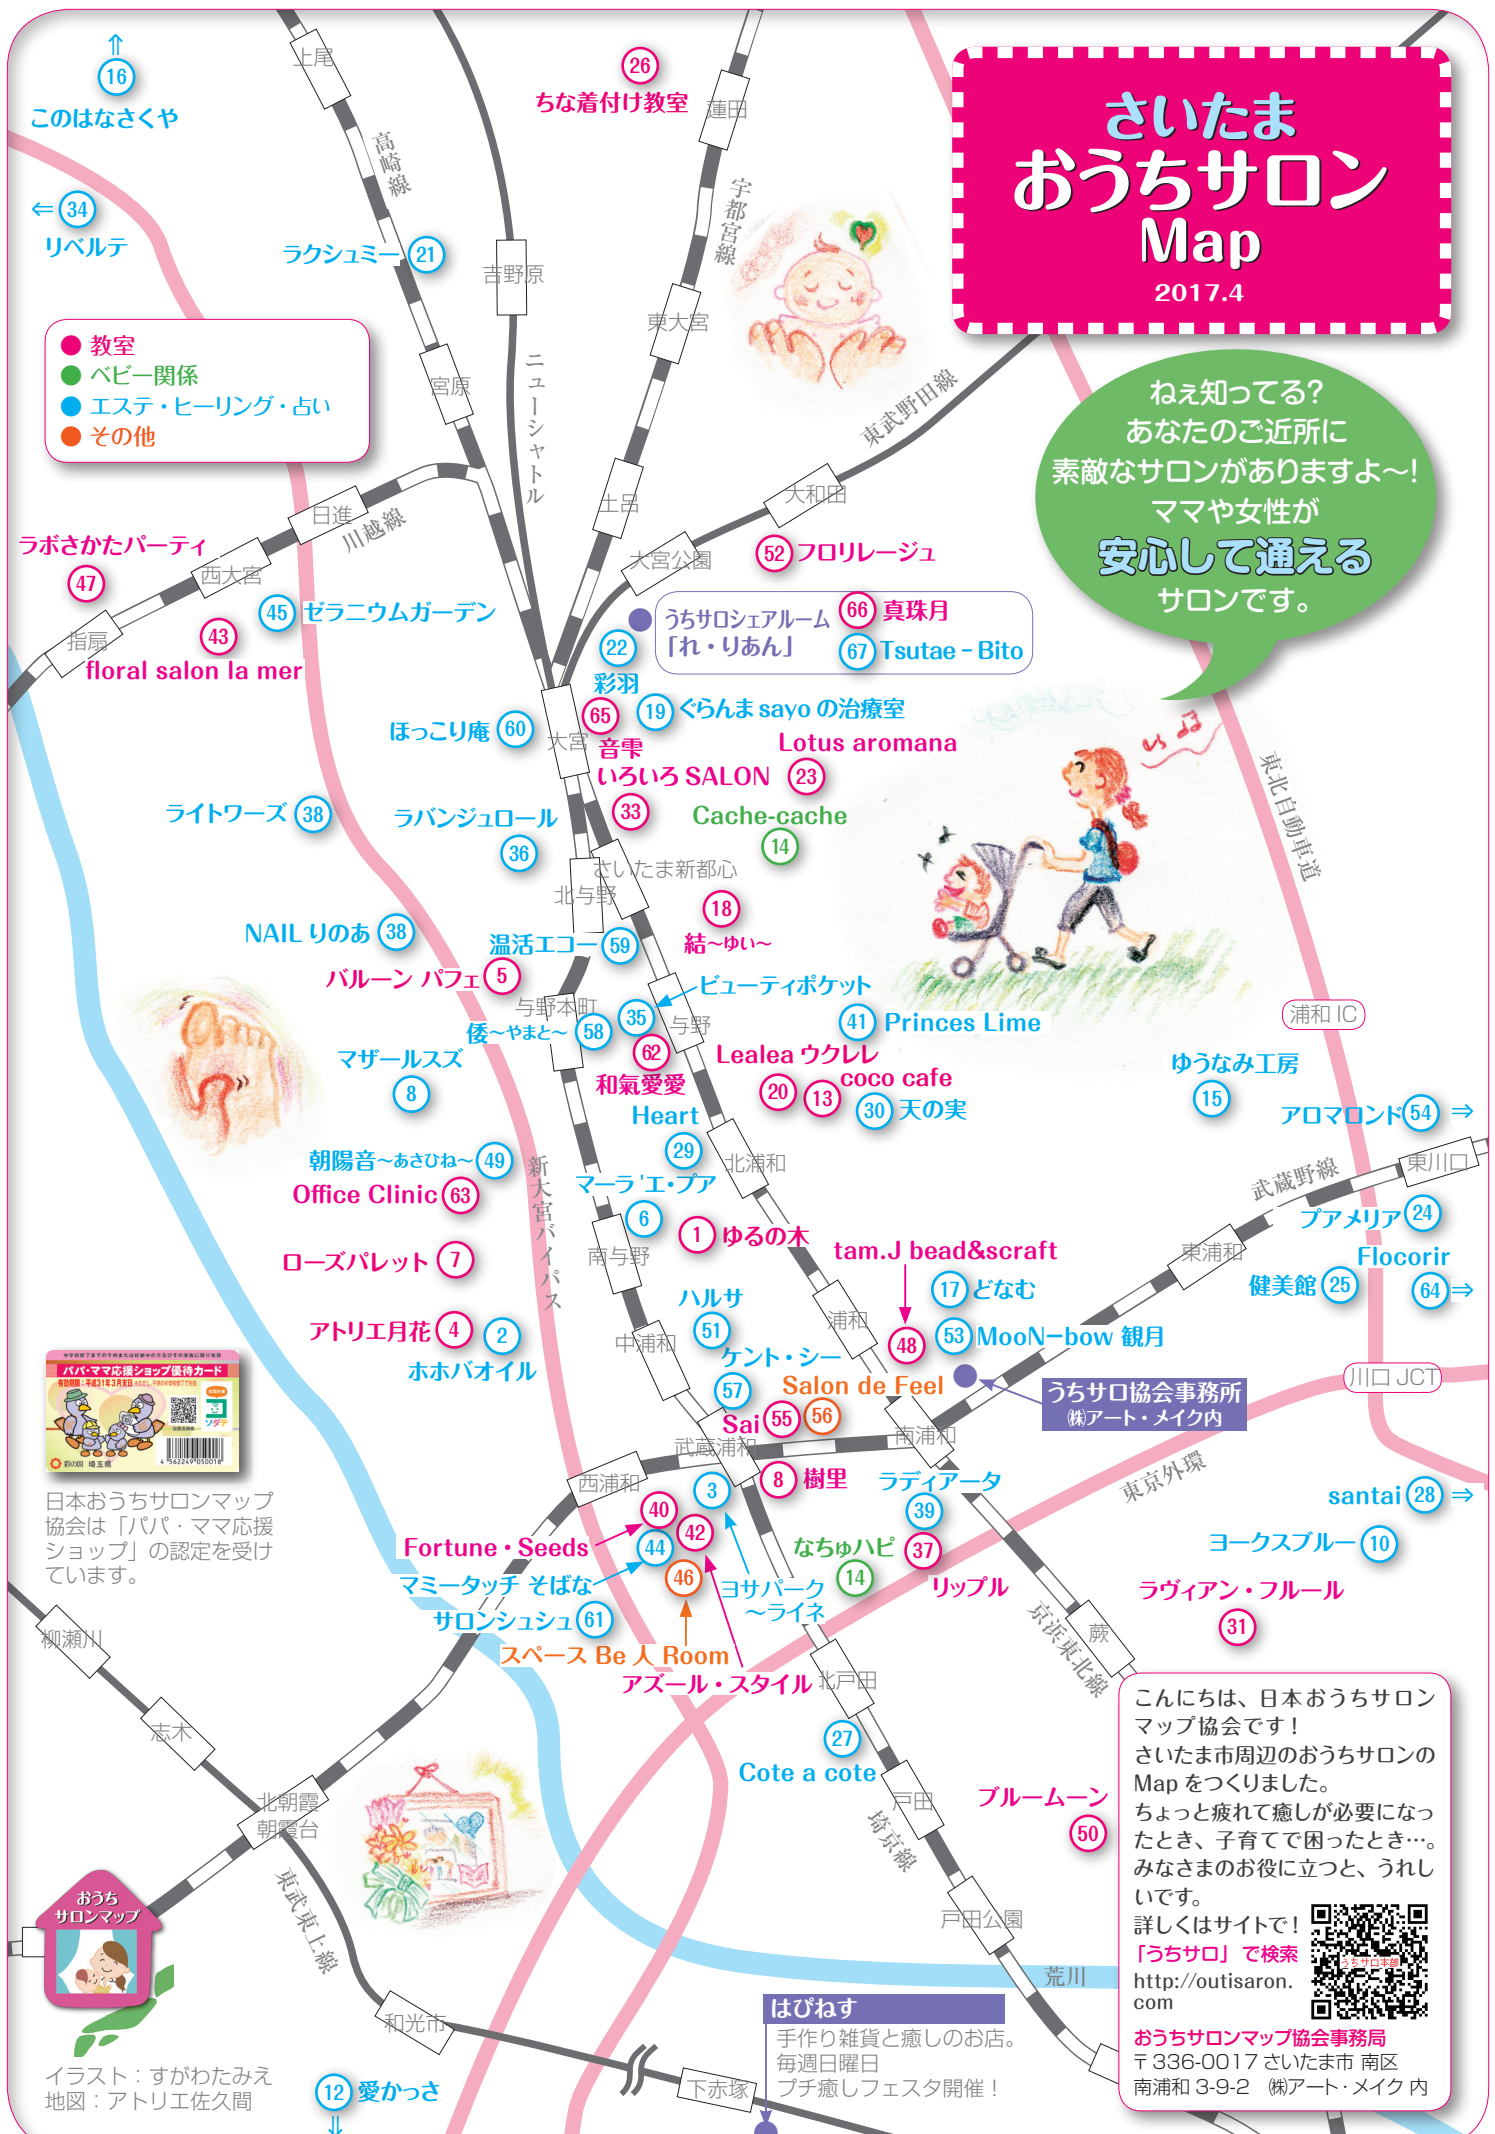 さいたま
おうちサロン
Map
2017.4
⇑
16
このはなさくや
⇐ 34
リベルテ
26
ちな着付け教室
上尾
高崎線
蓮田
宇都宮線
ラクシュミー 21
吉野原
ニューシャトル
東大宮
宮原
教室
ベビー関係
エステ・ヒーリング・占い
その他
東武野田線
ねぇ知ってる?
あなたのご近所に
素敵なサロンがありますよ〜!
ママや女性が
安心して通える
サロンです。
日進
川越線
西大宮
指扇
土呂
大和田
大宮公園
ラボさかたパーティ
47
43
floral salon la mer
45 ゼラニウムガーデン
52 フロリレージュ
うちサロシェアルーム
「れ・りあん」
66 真珠月
67 Tsutae-Bito
22
彩羽
65
音雫
19 ぐらんま sayo の治療室
ほっこり庵 60
大宮
Lotus aromana
23
いろいろ SALON
33
Cache-cache
14
ライトワーズ 38
ラバンジュロール
36
さいたま新都心
北与野
東北自動車道
18
結〜ゆい〜
NAIL りのあ 38
温活エコー 59
バルーン パフェ 5
与野本町
倭〜やまと〜 58
35
ビューティポケット
与野
62
和氣愛愛
41 Princes Lime
浦和 IC
マザールスズ
8
Lealea ウクレレ
20
13
coco cafe
30 天の実
ゆうなみ工房
15
アロマロンド 54 ⇒
Heart
29
北浦和
東川口
武蔵野線
朝陽音〜あさひね〜 49
Office Clinic 63
新大宮バイパス
マーラ 'エ・プア
6
1 ゆるの木
プアメリア 24
東浦和
南与野
ローズパレット 7
tam.J bead&scraft
48
17 どなむ
53 MooN−bow 観月
健美館 25
Flocorir
64 ⇒
アトリエ月花 4
2
ホホバオイル
ハルサ
51
浦和
中浦和
ケント・シー
57
Salon de Feel
56
Sai 55
うちサロ協会事務所
㈱アート・メイク内
川口 JCT
パパ・ママ応援ショップ優待カード
有効期限:平成31年3月末日
ソダテ
彩の国 埼玉県
4 562249 050018
日本おうちサロンマップ
協会は「パパ・ママ応援
ショップ」の認定を受け
ています。
武蔵浦和
南浦和
西浦和
3
8 樹里
ラディアータ
39
東京外環
santai 28 ⇒
40
Fortune・Seeds
42
44
マミータッチ そばな
46
なちゅハピ
14
37
リップル
ヨークスブルー 10
ヨサパーク
〜ライネ
サロンシュシュ 61
スペース Be 人 Room
アズール・スタイル
ラヴィアン・フルール
31
京浜東北線
蕨
北戸田
柳瀬川
志木
27
Cote a cote
戸田
埼京線
ブルームーン
50
北朝霞
朝霞台
東武東上線
戸田公園
荒川
おうち
サロンマップ
和光市
下赤塚
はぴねす
手作り雑貨と癒しのお店。
毎週日曜日
プチ癒しフェスタ開催！
イラスト：すがわたみえ
地図：アトリエ佐久間
12 愛かっさ
⇓
こんにちは、日本おうちサロン
マップ協会です！
さいたま市周辺のおうちサロンの
Map をつくりました。
ちょっと疲れて癒しが必要になっ
たとき、子育てで困ったとき…。
みなさまのお役に立つと、うれし
いです。
詳しくはサイトで！
「うちサロ」で検索
http://outisaron.
com
うちサロ本部
おうちサロンマップ協会事務局
〒336-0017 さいたま市 南区
南浦和 3-9-2　㈱アート・メイク 内